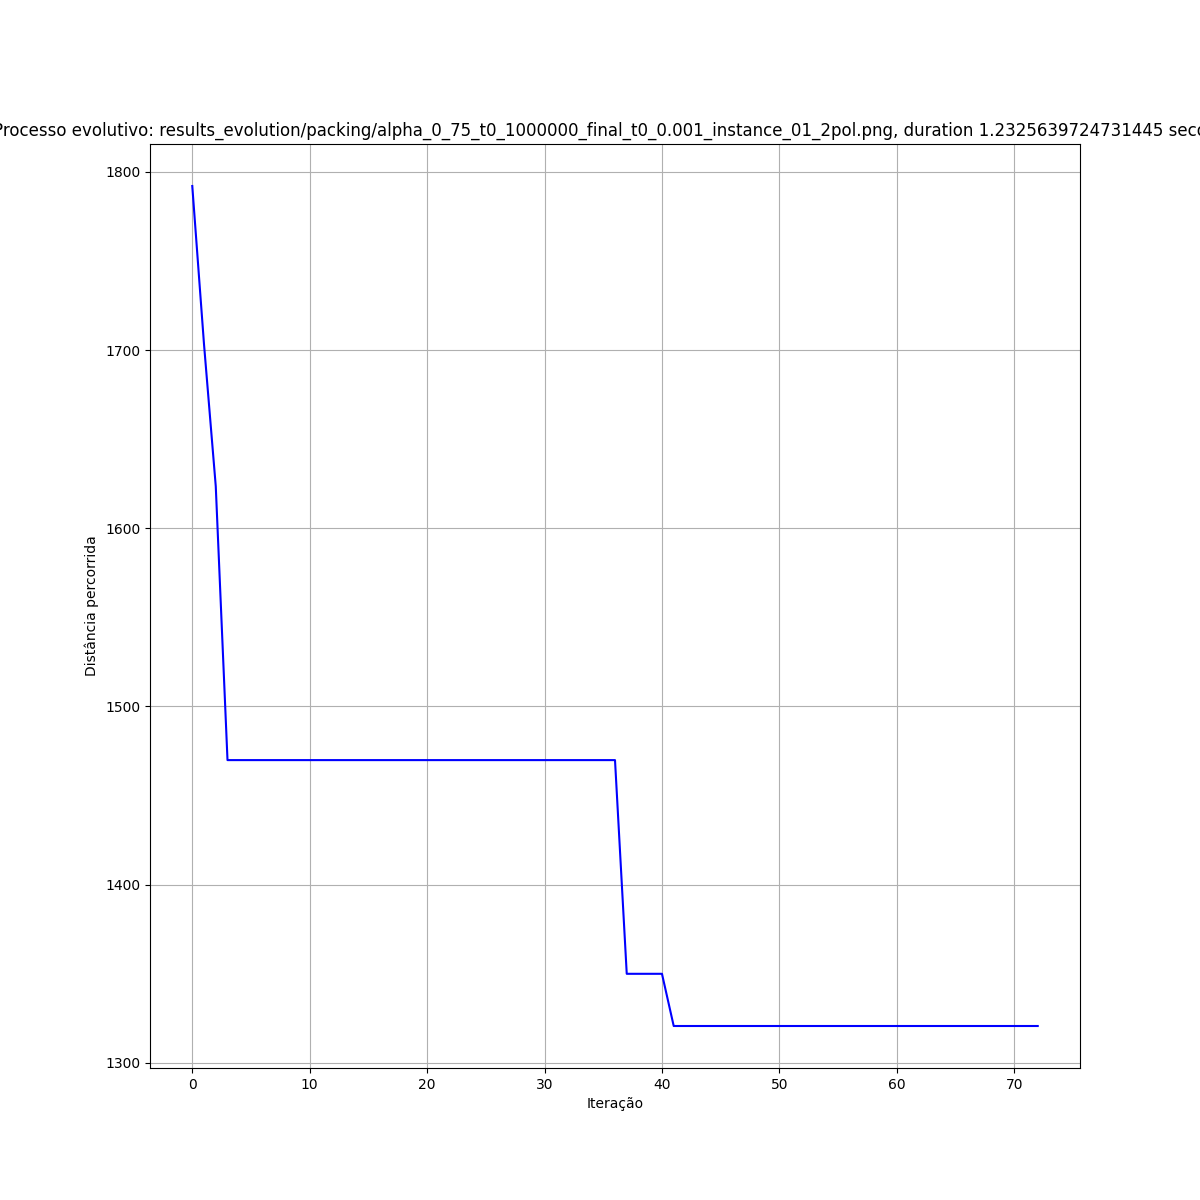 Processo evolutivo: results_evolution/packing/alpha_0_75_t0_1000000_final_t0_0.001_instance_01_2pol.png, duration 1.2325639724731445
1800
1700
1600
1500
1400
1300
Distância percorrida
0 10 20 30 40 50 60 70
Iteração